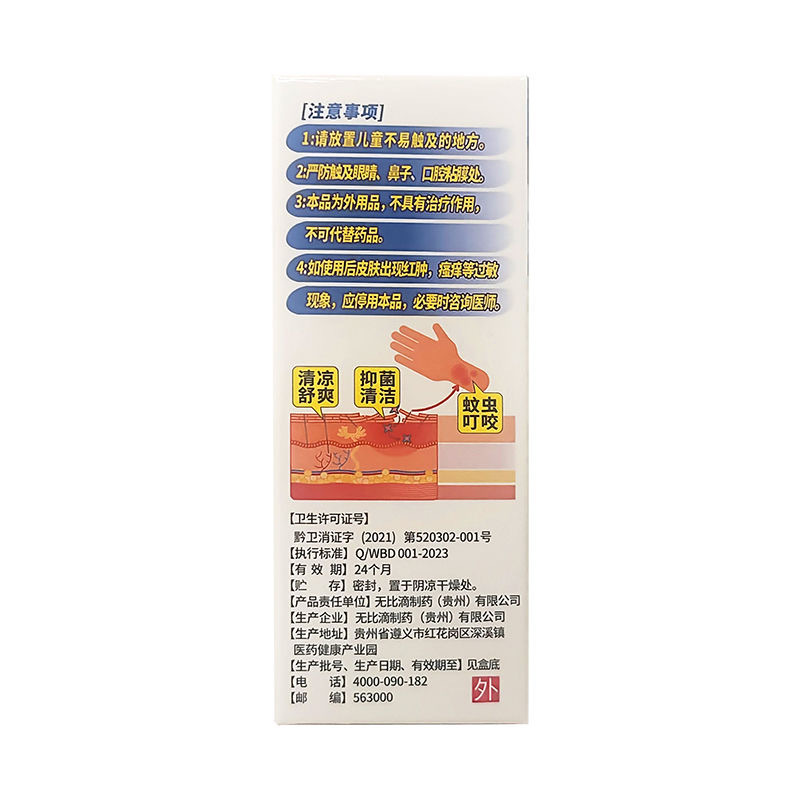 [注意事项]
1:请放置儿童不易触及的地方。
2:严防触及眼睛、鼻子、口腔粘膜处。
3:本品为外用品，不具有治疗作用，
不可代替药品。
4:如使用后皮肤出现红肿，瘙痒等过敏
现象，应停用本品，必要时咨询医师。
清凉
舒爽
抑菌
清洁
蚊虫
叮咬
【卫生许可证号】
黔卫消证字 (2021) 第520302-001号
【执行标准】Q/WBD 001-2023
【有 效 期】24个月
【贮 存】密封，置于阴凉干燥处。
【产品责任单位】无比滴制药（贵州）有限公司
【生产企业】无比滴制药（贵州）有限公司
【生产地址】贵州省遵义市红花岗区深溪镇
医药健康产业园
【生产批号、生产日期、有效期至】见盒底
【电 话】4000-090-182
【邮 编】563000
外